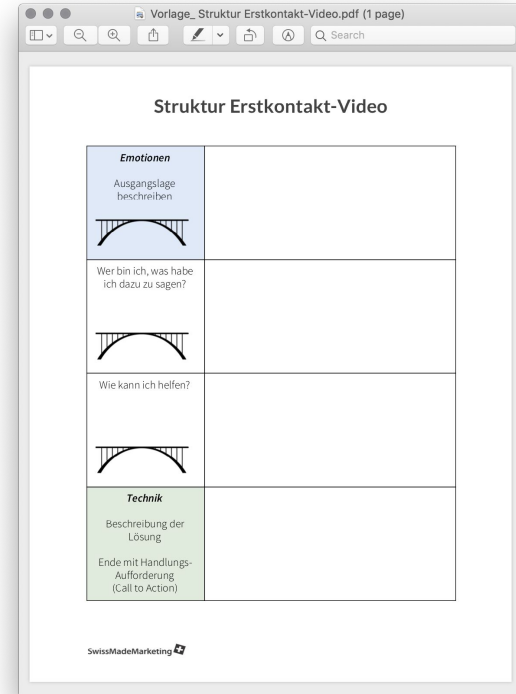 Vorlage_ Struktur Erstkontakt-Video.pdf (1 page)
Search
Struktur Erstkontakt-Video
Emotionen
Ausgangslage
beschreiben
Wer bin ich, was habe
ich dazu zu sagen?
Wie kann ich helfen?
Technik
Beschreibung der
Lösung
Ende mit Handlungs-
Aufforderung
(Call to Action)
SwissMadeMarketing